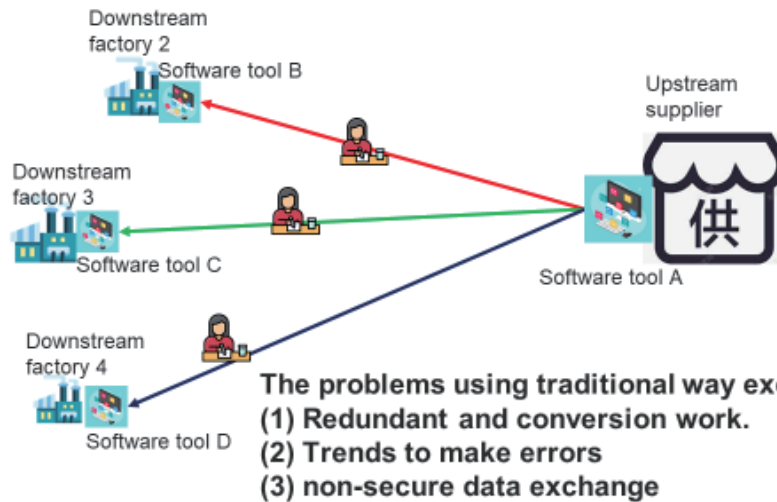 Downstream
factory 2
Software tool B
Upstream
supplier
供
Downstream
factory 3
Software tool C
Software tool A
Downstream
factory 4
Software tool D
The problems using traditional way
(1) Redundant and conversion work.
(2) Trends to make errors
(3) non-secure data exchange